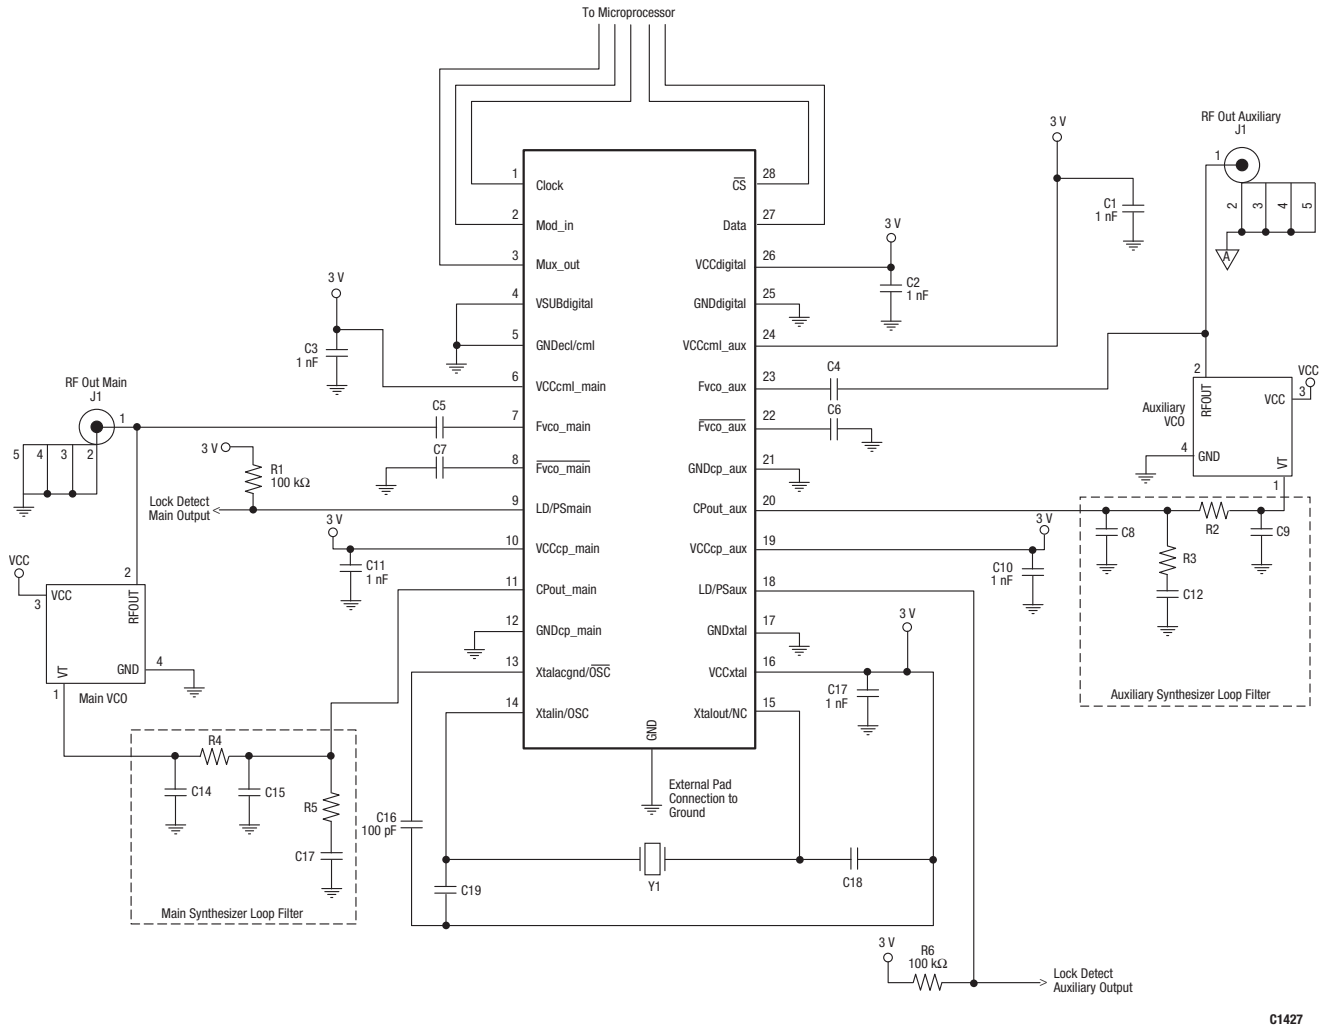 To Microprocessor
3 V
RF Out Auxiliary
J1
1
2
3
4
5
A
C1
1 nF
1
Clock
28
CS
2
Mod_in
27
Data
3
Mux_out
26
VCCdigital
3 V
C2
1 nF
4
VSUBdigital
25
GNDdigital
5
GNDecl/cml
24
VCCcml_aux
3 V
C3
1 nF
6
VCCcml_main
23
Fvco_aux
C4
7
Fvco_main
22
Fvco_aux
C6
8
Fvco_main
21
GNDcp_aux
9
LD/PSmain
20
CPout_aux
10
VCCcp_main
19
VCCcp_aux
11
CPout_main
18
LD/PSaux
12
GNDcp_main
17
GNDxtal
13
Xtalacgnd/OSC
16
VCCxtal
14
Xtalin/OSC
15
Xtalout/NC
GND
External Pad
Connection to
Ground
RF Out Main
J1
1
5
4
3
2
C5
C7
3 V
R1
100 kΩ
Lock Detect
Main Output
3 V
C11
1 nF
VCC
3
VCC
2
RFOUT
VT
GND
4
1
Main VCO
R4
C14
C15
R5
C17
Main Synthesizer Loop Filter
C16
100 pF
C19
Y1
C18
2
RFOUT
VCC
3
VCC
Auxiliary
VCO
4
GND
VT
1
C8
R2
C9
R3
C12
Auxiliary Synthesizer Loop Filter
3 V
C10
1 nF
3 V
C17
1 nF
3 V
R6
100 kΩ
Lock Detect
Auxiliary Output
C1427